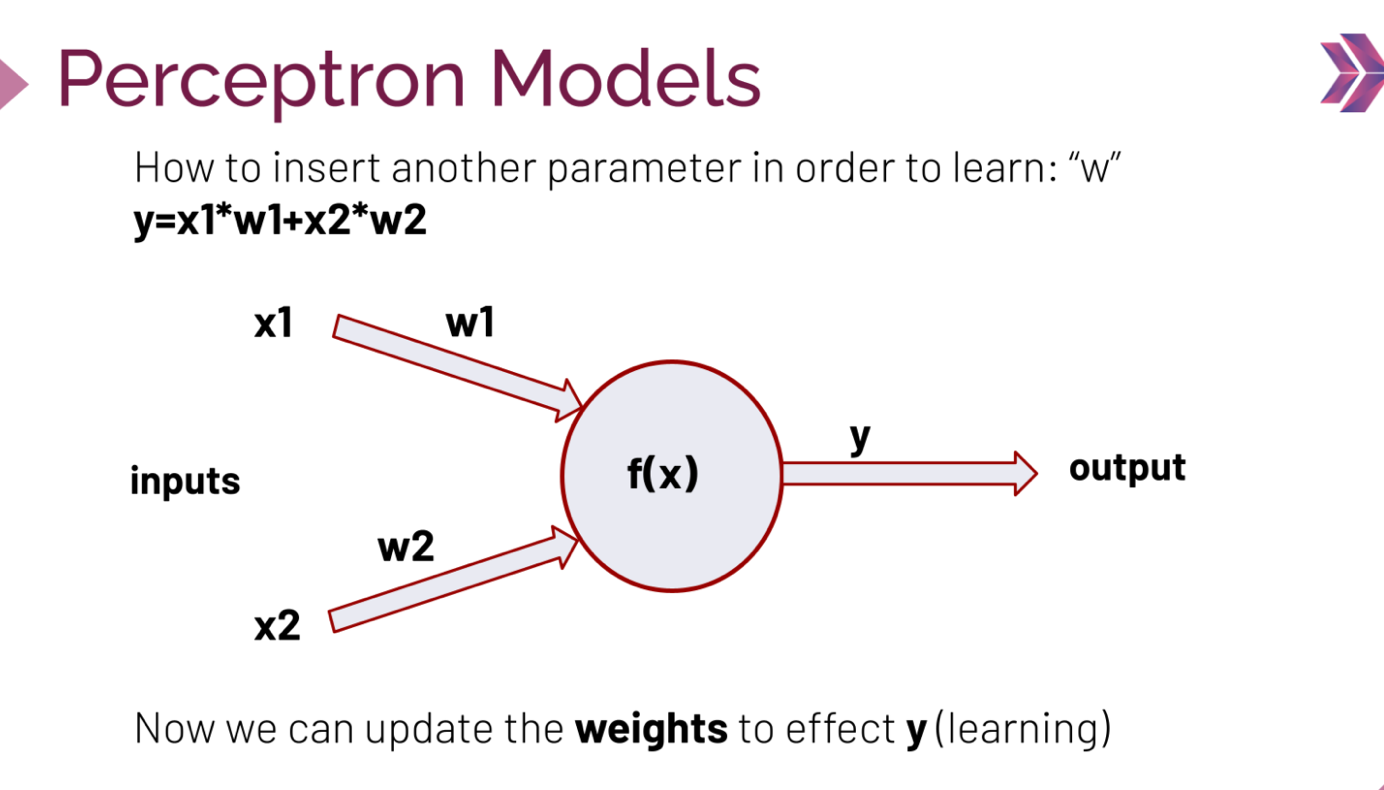 Perceptron Models
How to insert another parameter in order to learn: “w”
y=x1*w1+x2*w2
x1
w1
y
f(x)
output
inputs
w2
x2
Now we can update the weights to effect y (learning)